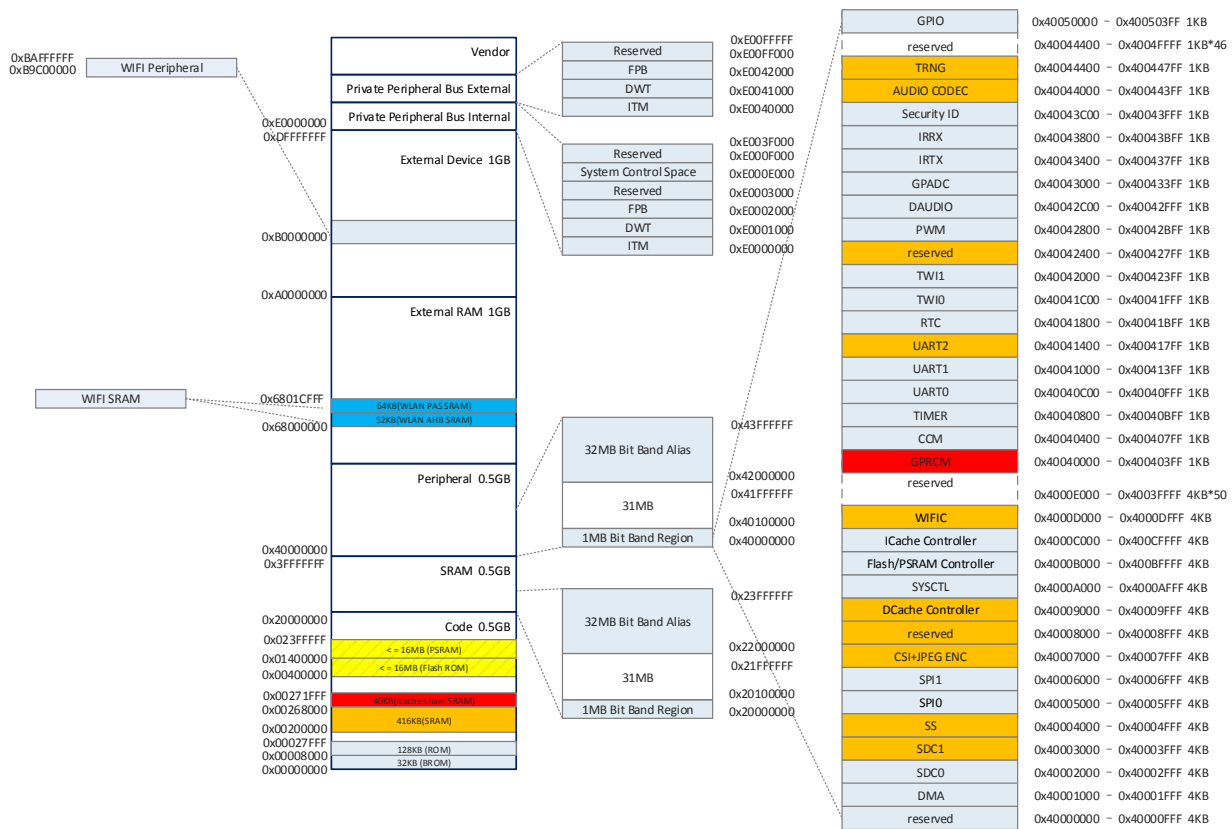 0xBAFFFFFF
0xB9C00000
WIFI Peripheral
WIFI SRAM
Vendor
Private Peripheral Bus External
Private Peripheral Bus Internal
0xE0000000
0xDFFFFFFF
External Device 1GB
0xB0000000
0xA0000000
External RAM 1GB
0x6801CFFF
64KB(WLAN PAS SRAM)
52KB(WLAN AHB SRAM)
0x68000000
Peripheral 0.5GB
0x40000000
0x3FFFFFFF
SRAM 0.5GB
0x20000000
Code 0.5GB
0x023FFFFF
< = 16MB (PSRAM)
0x01400000
< = 16MB (Flash ROM)
0x00400000
0x00271FFF
40KB(Icache share SRAM)
0x00268000
416KB(SRAM)
0x00200000
0x00027FFF
128KB (ROM)
0x00008000
32KB (BROM)
0x00000000
0xE00FFFFF
Reserved
0xE00FF000
FPB
0xE0042000
DWT
0xE0041000
ITM
0xE0040000
0xE003F000
Reserved
0xE000F000
System Control Space
0xE000E000
Reserved
0xE0003000
FPB
0xE0002000
DWT
0xE0001000
ITM
0xE0000000
0x43FFFFFF
32MB Bit Band Alias
0x42000000
0x41FFFFFF
31MB
0x40100000
1MB Bit Band Region
0x40000000
0x23FFFFFF
32MB Bit Band Alias
0x22000000
0x21FFFFFF
31MB
0x20100000
1MB Bit Band Region
0x20000000
GPIO 0x40050000 – 0x400503FF 1KB
reserved 0x40044400 – 0x4004FFFF 1KB*46
TRNG 0x40044400 – 0x400447FF 1KB
AUDIO CODEC 0x40044000 – 0x400443FF 1KB
Security ID 0x40043C00 – 0x40043FFF 1KB
IRRX 0x40043800 – 0x40043BFF 1KB
IRTX 0x40043400 – 0x400437FF 1KB
GPADC 0x40043000 – 0x400433FF 1KB
DAUDIO 0x40042C00 – 0x40042FFF 1KB
PWM 0x40042800 – 0x40042BFF 1KB
reserved 0x40042400 – 0x400427FF 1KB
TWI1 0x40042000 – 0x400423FF 1KB
TWI0 0x40041C00 – 0x40041FFF 1KB
RTC 0x40041800 – 0x40041BFF 1KB
UART2 0x40041400 – 0x400417FF 1KB
UART1 0x40041000 – 0x400413FF 1KB
UART0 0x40040C00 – 0x40040FFF 1KB
TIMER 0x40040800 – 0x40040BFF 1KB
CCM 0x40040400 – 0x400407FF 1KB
GPRCM 0x40040000 – 0x400403FF 1KB
reserved 0x4000E000 – 0x4003FFFF 4KB*50
WIFIC 0x4000D000 – 0x4000DFFF 4KB
ICache Controller 0x4000C000 – 0x400CFFFF 4KB
Flash/PSRAM Controller 0x4000B000 – 0x400BFFFF 4KB
SYSCTL 0x4000A000 – 0x4000AFFF 4KB
DCache Controller 0x40009000 – 0x40009FFF 4KB
reserved 0x40008000 – 0x40008FFF 4KB
CSI+JPEG ENC 0x40007000 – 0x40007FFF 4KB
SPI1 0x40006000 – 0x40006FFF 4KB
SPI0 0x40005000 – 0x40005FFF 4KB
SS 0x40004000 – 0x40004FFF 4KB
SDC1 0x40003000 – 0x40003FFF 4KB
SDC0 0x40002000 – 0x40002FFF 4KB
DMA 0x40001000 – 0x40001FFF 4KB
reserved 0x40000000 – 0x40000FFF 4KB